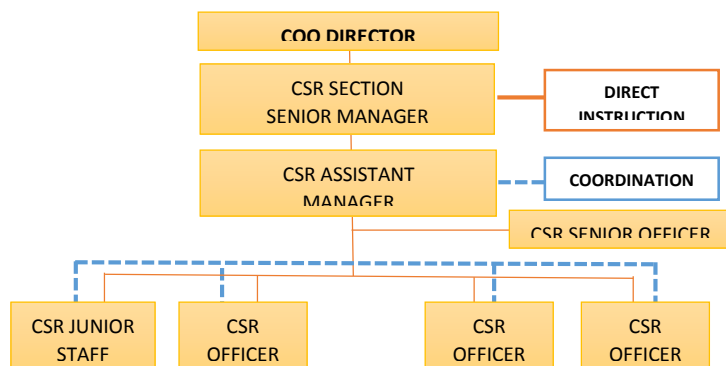 COO DIRECTOR
CSR SECTION
SENIOR MANAGER
DIRECT
INSTRUCTION
CSR ASSISTANT
MANAGER
COORDINATION
CSR SENIOR OFFICER
CSR JUNIOR
STAFF
CSR
OFFICER
CSR
OFFICER
CSR
OFFICER